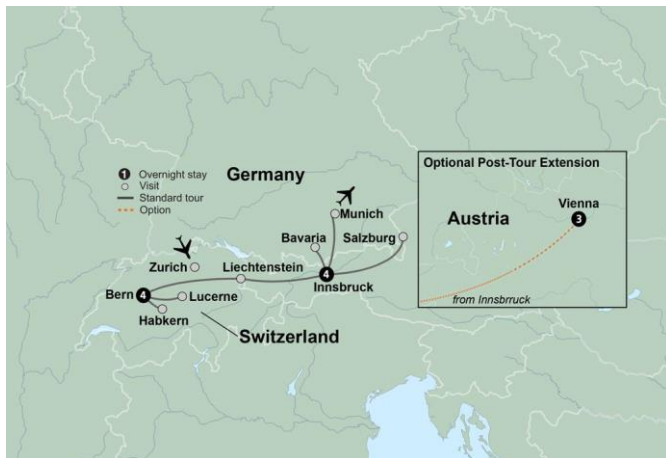 Optional Post-Tour Extension
1 Overnight stay
Visit
Standard tour
Option
Germany
Vienna
3
Munich
Austria
Bavaria
Salzburg
Zurich
Liechtenstein
4
Innsbruck
Bern 4
Lucerne
from Innsbrruck
Habkern
Switzerland